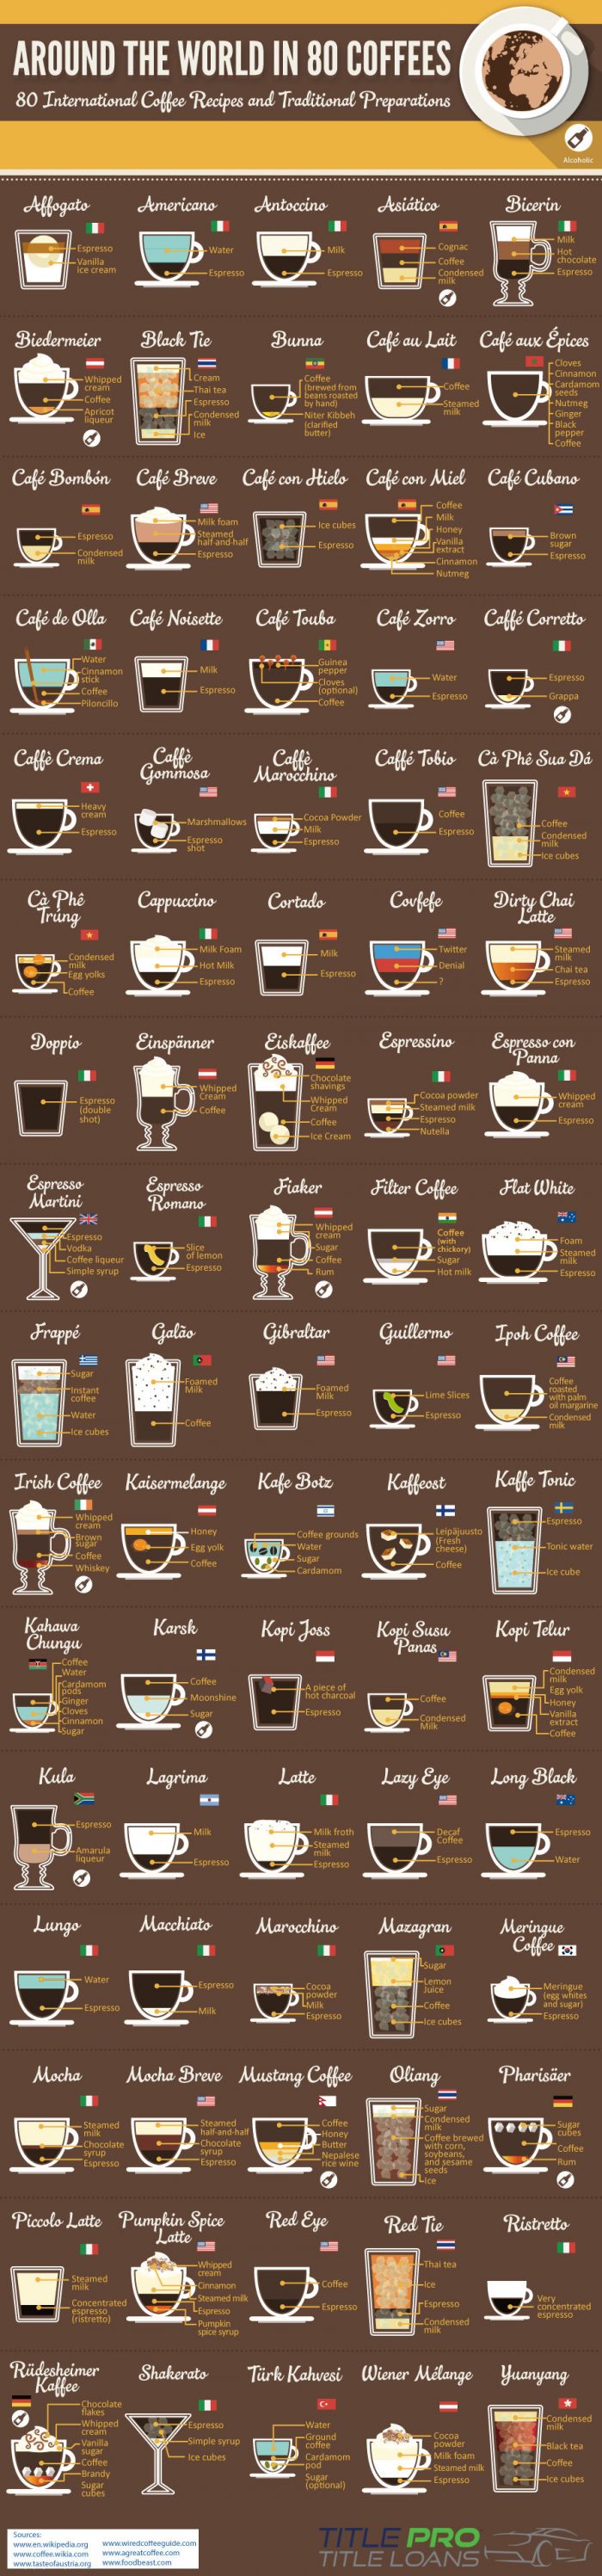 AROUND THE WORLD IN 80 COFFEES
80 International Coffee Recipes and Traditional Preparations
Alcoholic
Affogato
Espresso
Vanilla
ice cream
Americano
Water
Espresso
Antoccino
Milk
Espresso
Asiático
Cognac
Coffee
Condensed
milk
Bicerin
Milk
Hot
chocolate
Espresso
Biedermeier
Whipped
cream
Coffee
Apricot
liqueur
Black Tie
Cream
Thai tea
Espresso
Condensed
milk
Ice
Bunna
Coffee
(brewed from
beans roasted
by hand)
Niter Kibbeh
(clarified
butter)
Café au Lait
Coffee
Steamed
milk
Café aux Épices
Cloves
Cinnamon
Cardamom
seeds
Nutmeg
Ginger
Black
pepper
Coffee
Café Bombón
Espresso
Condensed
milk
Café Breve
Milk foam
Steamed
half-and-half
Espresso
Café con Hielo
Ice cubes
Espresso
Café con Miel
Coffee
Milk
Honey
Vanilla
extract
Cinnamon
Nutmeg
Café Cubano
Brown
sugar
Espresso
Café de Olla
Water
Cinnamon
stick
Coffee
Piloncillo
Café Noisette
Milk
Espresso
Café Touba
Guinea
pepper
Cloves
(optional)
Coffee
Café Zorro
Water
Espresso
Caffé Corretto
Espresso
Grappa
Caffè Crema
Heavy
cream
Espresso
Caffè
Gommosa
Marshmallows
Espresso
shot
Caffè
Marocchino
Cocoa Powder
Milk
Espresso
Caffé Tobio
Coffee
Espresso
Cà Phê Sua Dá
Coffee
Condensed
milk
Ice cubes
Cà Phê
Trúng
Condensed
milk
Egg yolks
Coffee
Cappuccino
Milk Foam
Hot Milk
Espresso
Cortado
Milk
Espresso
Covfefe
Twitter
Denial
?
Dirty Chai
Latte
Steamed
milk
Chai tea
Espresso
Doppio
Espresso
(double
shot)
Einspänner
Whipped
Cream
Coffee
Eiskaffee
Chocolate
shavings
Whipped
Cream
Coffee
Ice Cream
Espressino
Cocoa powder
Steamed milk
Espresso
Nutella
Espresso con
Panna
Whipped
cream
Espresso
Espresso
Martini
Espresso
Vodka
Coffee liqueur
Simple syrup
Espresso
Romano
Slice
of lemon
Espresso
Fiaker
Whipped
cream
Sugar
Coffee
Rum
Filter Coffee
Coffee
(with
chickory)
Sugar
Hot milk
Flat White
Foam
Steamed
milk
Espresso
Frappé
Sugar
Instant
coffee
Water
Ice cubes
Galão
Foamed
Milk
Coffee
Gibraltar
Foamed
Milk
Espresso
Guillermo
Lime Slices
Espresso
Ipoh Coffee
Coffee
roasted
with palm
oil margarine
Condensed
milk
Irish Coffee
Whipped
cream
Brown
sugar
Coffee
Whiskey
Kaisermelange
Honey
Egg yolk
Coffee
Kafe Botz
Coffee grounds
Water
Sugar
Cardamom
Kaffeost
Leipäjuusto
(Fresh
cheese)
Coffee
Kaffe Tonic
Espresso
Tonic water
Ice cube
Kahawa
Chungu
Coffee
Water
Cardamom
pods
Ginger
Cloves
Cinnamon
Sugar
Karsk
Coffee
Moonshine
Sugar
Kopi Joss
A piece of
hot charcoal
Espresso
Kopi Susu
Panas
Coffee
Condensed
Milk
Kopi Telur
Condensed
milk
Egg yolk
Honey
Vanilla
extract
Coffee
Kula
Espresso
Amarula
liqueur
Lagrima
Milk
Espresso
Latte
Milk froth
Steamed
milk
Espresso
Lazy Eye
Decaf
Coffee
Espresso
Long Black
Espresso
Water
Lungo
Water
Espresso
Macchiato
Espresso
Milk
Marocchino
Cocoa
powder
Milk
Espresso
Mazagran
Sugar
Lemon
Juice
Coffee
Ice cubes
Meringue
Coffee
Meringue
(egg whites
and sugar)
Espresso
Mocha
Steamed
milk
Chocolate
syrup
Espresso
Mocha Breve
Steamed
half-and-half
Chocolate
syrup
Espresso
Mustang Coffee
Coffee
Honey
Butter
Nepalese
rice wine
Oliang
Sugar
Condensed
milk
Coffee brewed
with corn,
soybeans,
and sesame
seeds
Ice
Pharisäer
Sugar
cubes
Coffee
Rum
Piccolo Latte
Steamed
milk
Concentrated
espresso
(ristretto)
Pumpkin Spice
Latte
Whipped
cream
Cinnamon
Steamed milk
Espresso
Pumpkin
spice syrup
Red Eye
Coffee
Espresso
Red Tie
Thai tea
Ice
Espresso
Condensed
milk
Ristretto
Very
concentrated
espresso
Rüdesheimer
Kaffee
Chocolate
flakes
Whipped
cream
Vanilla
sugar
Coffee
Brandy
Sugar
cubes
Shakerato
Espresso
Simple syrup
Ice cubes
Türk Kahvesi
Water
Ground
coffee
Cardamom
pod
Sugar
(optional)
Wiener Mélange
Cocoa
powder
Milk foam
Steamed milk
Espresso
Yuanyang
Condensed
milk
Black tea
Coffee
Ice cubes
Sources:
www.en.wikipedia.org
www.coffee.wikia.com
www.tasteofaustria.org
www.wiredcoffeeguide.com
www.agreatcoffee.com
www.foodbeast.com
TITLE PRO
TITLE LOANS